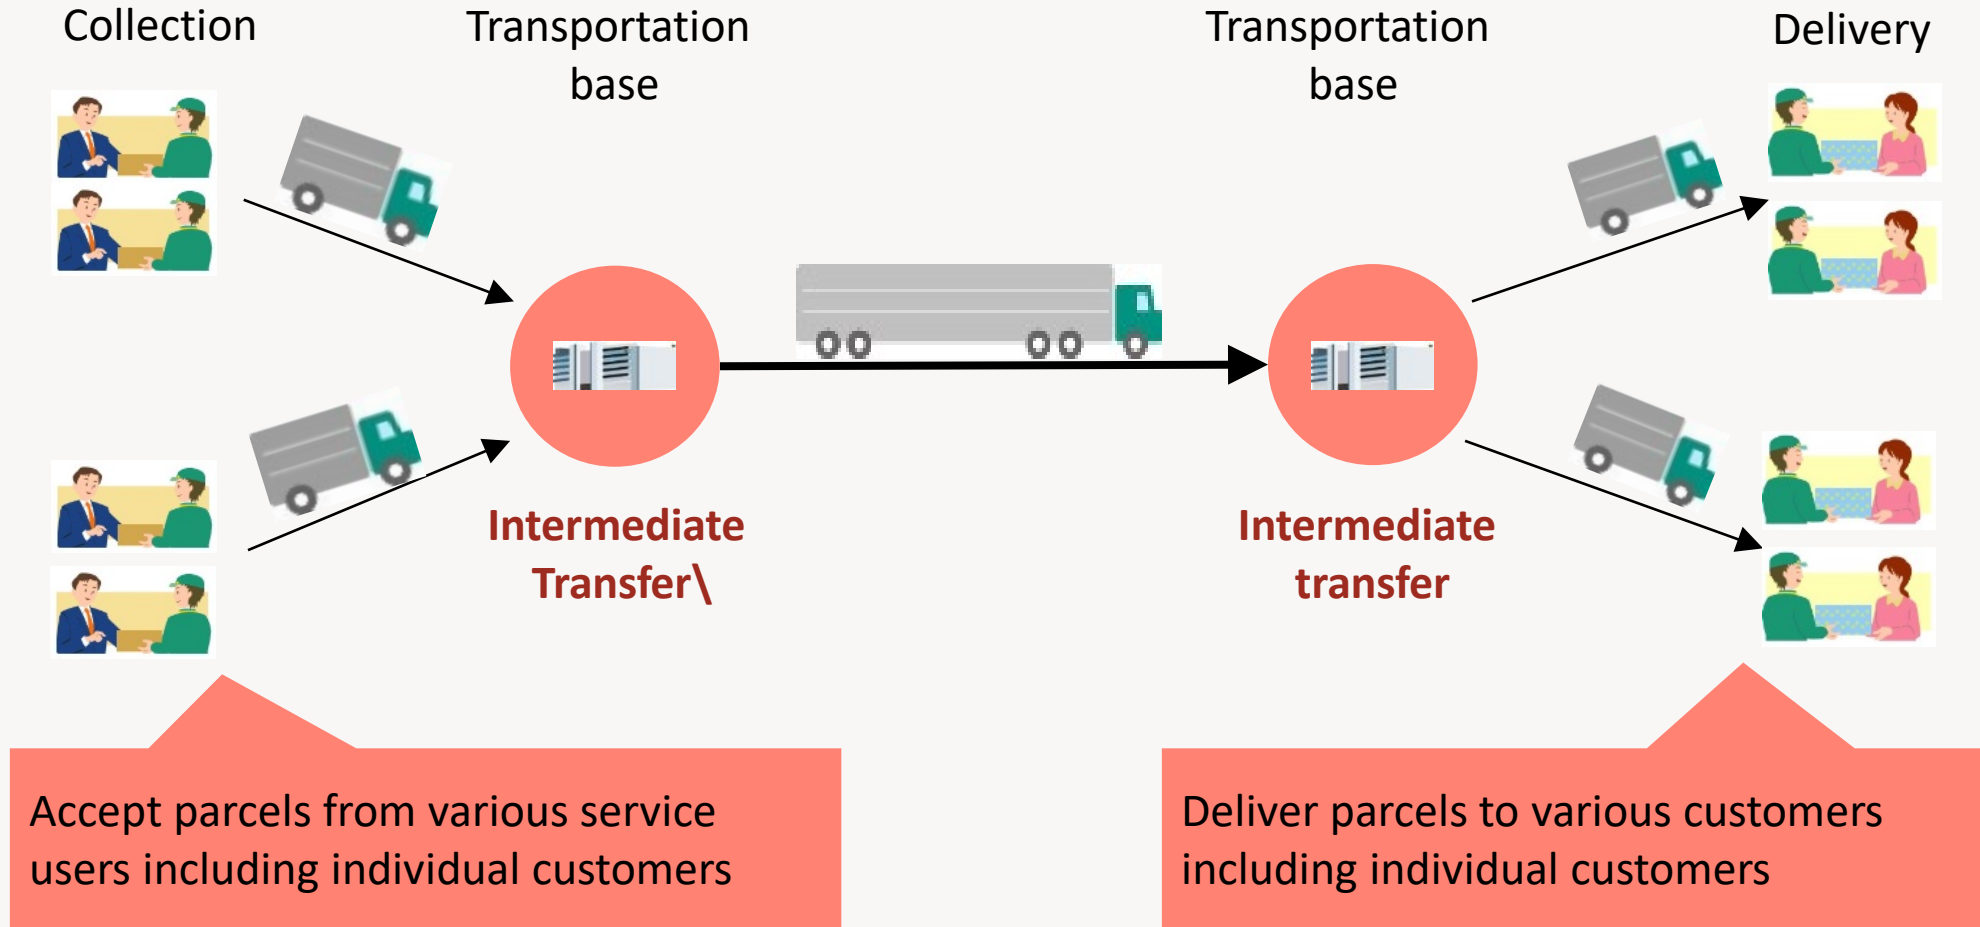 Collection
Transportation
base
Transportation
base
Delivery
Intermediate
Transfer\
Intermediate
transfer
Accept parcels from various service
users including individual customers
Deliver parcels to various customers
including individual customers